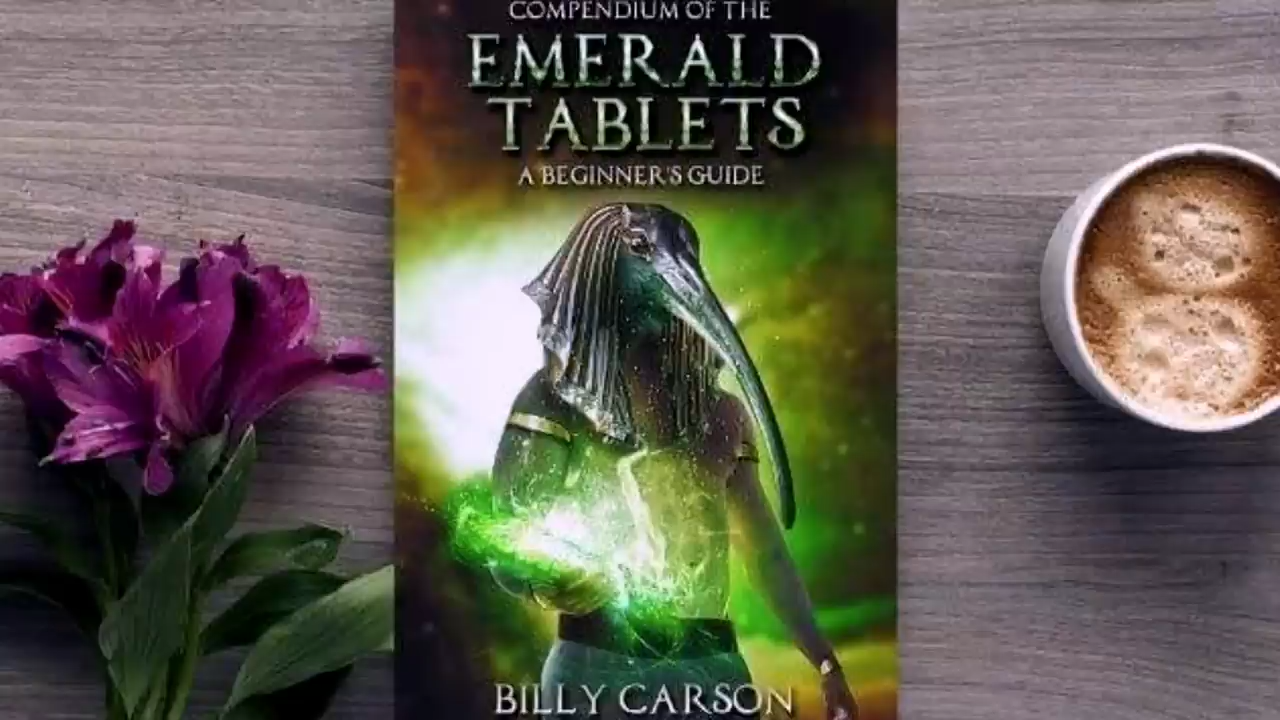 COMPENDIUM OF THE
EMERALD
TABLETS
A BEGINNER'S GUIDE
BILLY CARSON